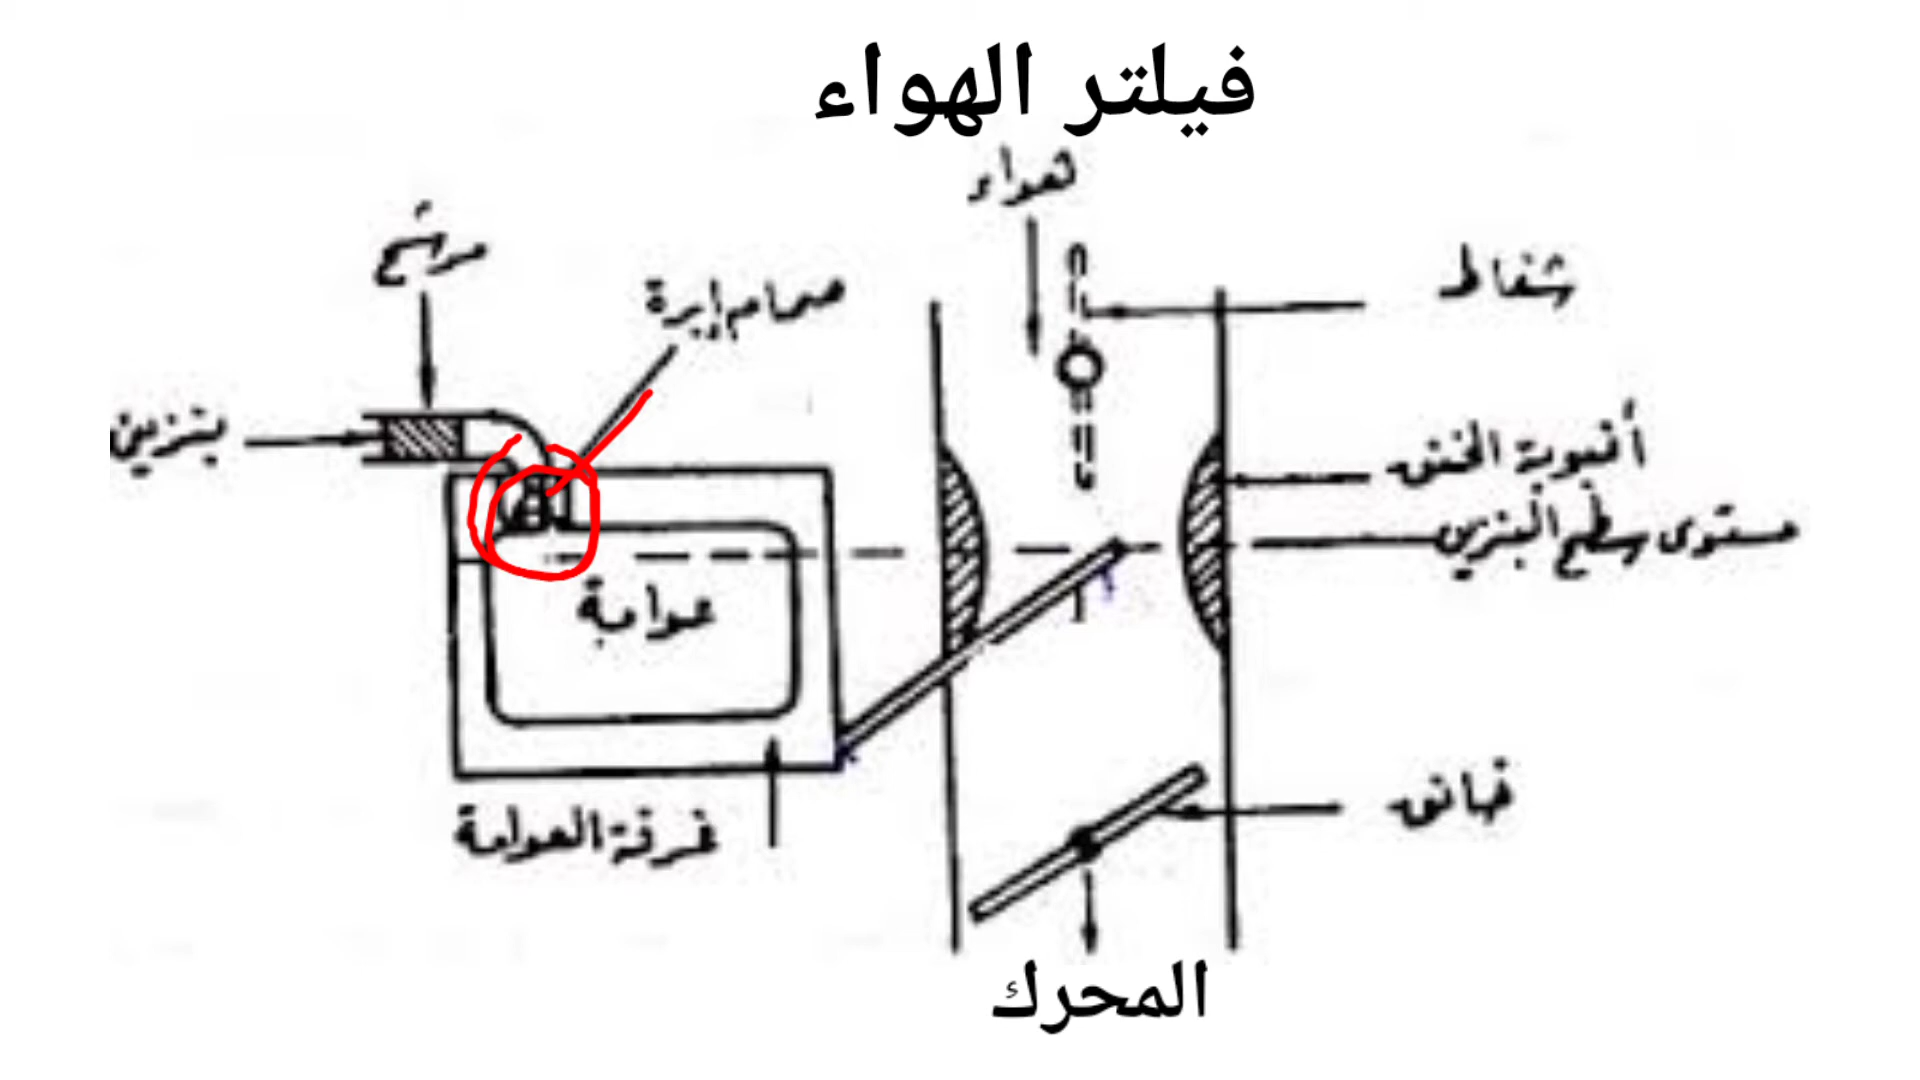 فيلتر الهواء
هواء
مرشح
صمام إبرة
شفاط
بنزين
أنبوبة الخنق
مستوى سطح البنزين
عوامة
خانق
غرفة العوامة
المحرك